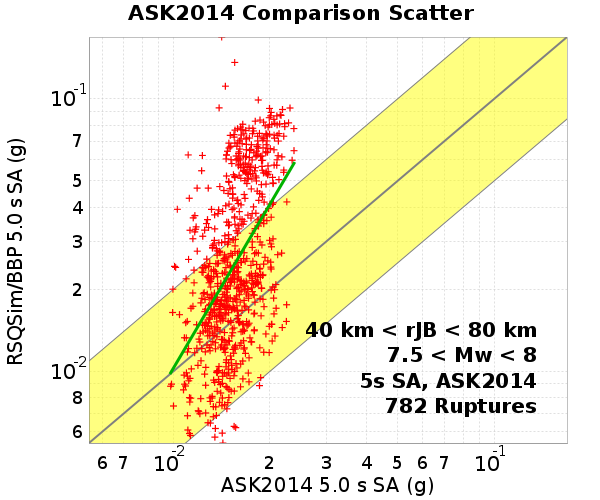 ASK2014 Comparison Scatter
RSQSim/BBP 5.0 s SA (g)
10-1
7
5
4
3
2
10-2
8
6
40 km < rJB < 80 km
7.5 < Mw < 8
5s SA, ASK2014
782 Ruptures
6 7 10-2 2 3 4 5 6 7 10-1
ASK2014 5.0 s SA (g)